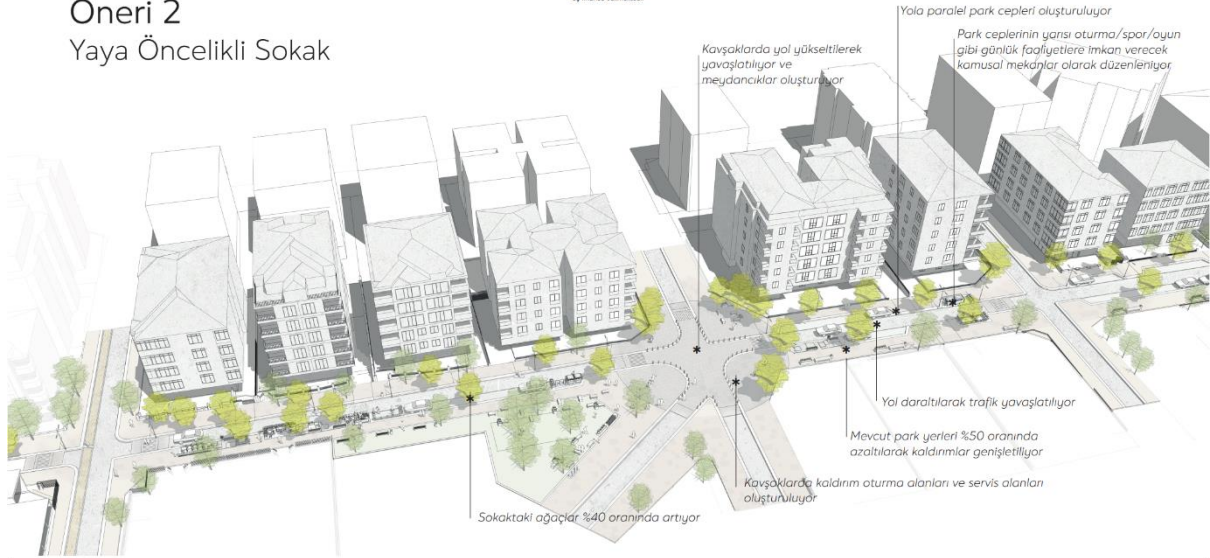 Öneri 2
Yaya Öncelikli Sokak
Yola paralel park cepleri oluşturuluyor
Park ceplerinin yarısı oturma/spor/oyun
gibi günlük faaliyetlere imkan verecek
kamusal mekanlar olarak düzenleniyor
Kavşaklarda yol yükseltilerek
yavaşlatılıyor ve
meydancıklar oluşturuyor
Yol daraltılarak trafik yavaşlatılıyor
Mevcut park yerleri %50 oranında
azaltılarak kaldırımlar genişletiliyor
Kavşaklarda kaldırım oturma alanları ve servis alanları
oluşturuluyor
Sokaktaki ağaçlar %40 oranında artıyor